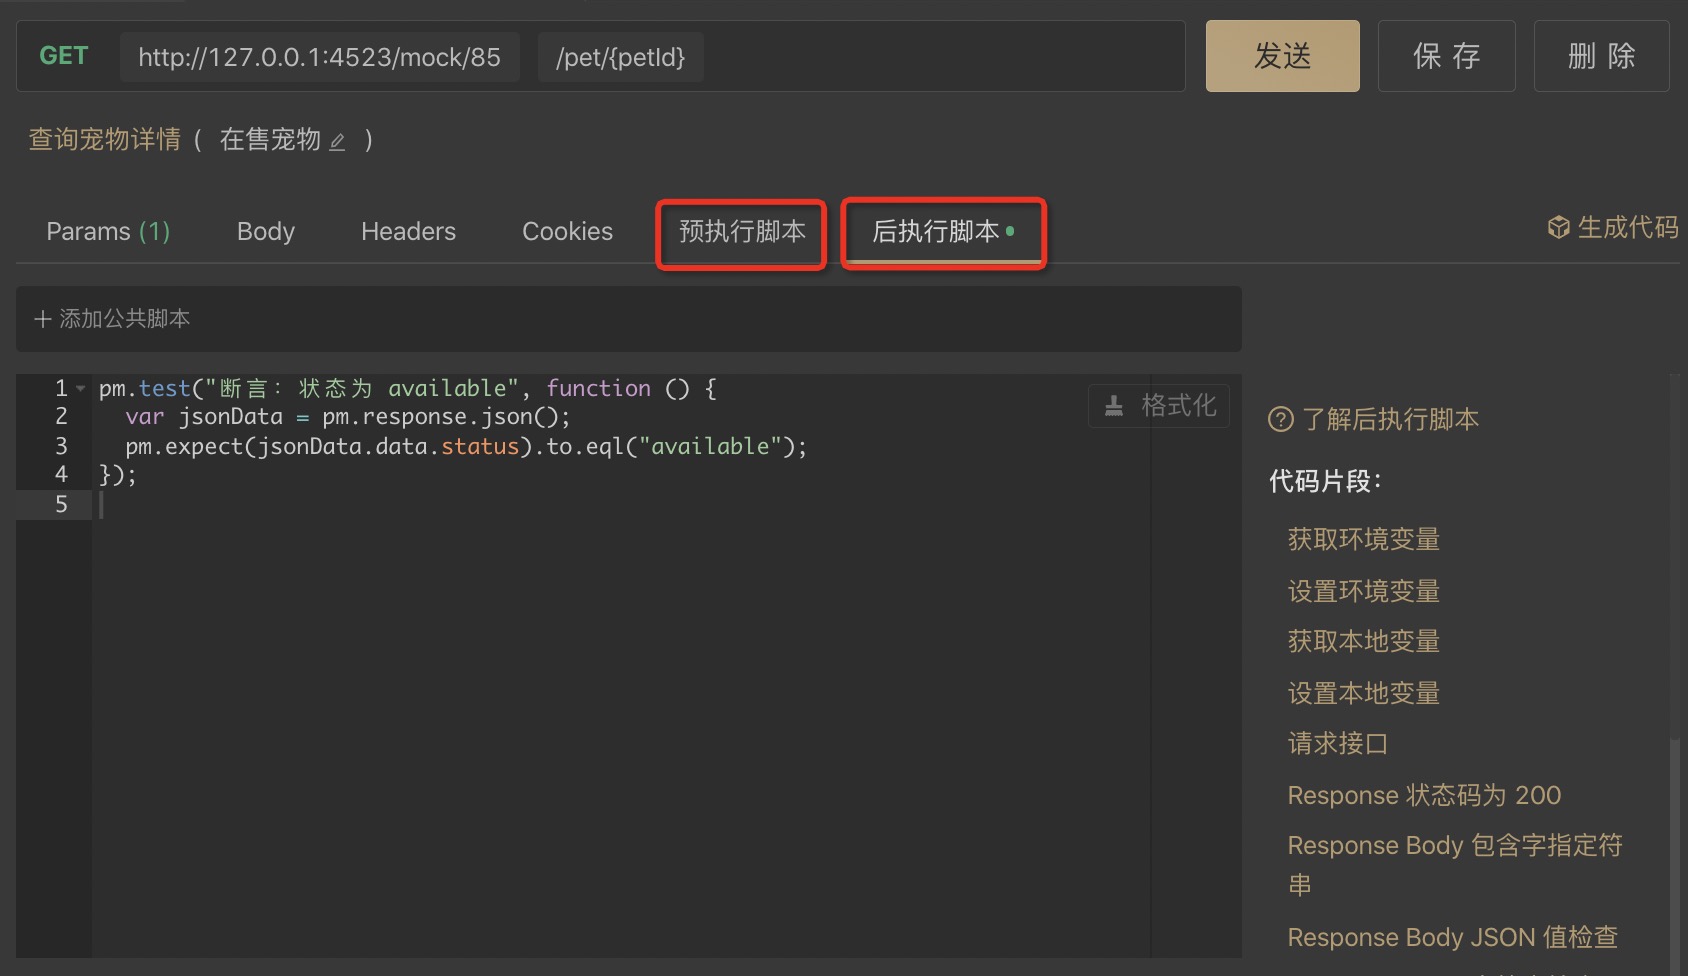 GET http://127.0.0.1:4523/mock/85 /pet/{petId} 发送 保存 删除
查询宠物详情 ( 在售宠物 )
Params (1) Body Headers Cookies 预执行脚本 后执行脚本 生成代码
+ 添加公共脚本
1 pm.test("断言：状态为 available", function () {
2 var jsonData = pm.response.json();
3 pm.expect(jsonData.data.status).to.eql("available");
4 });
5
格式化
? 了解后执行脚本
代码片段：
获取环境变量
设置环境变量
获取本地变量
设置本地变量
请求接口
Response 状态码为 200
Response Body 包含字指定符
串
Response Body JSON 值检查